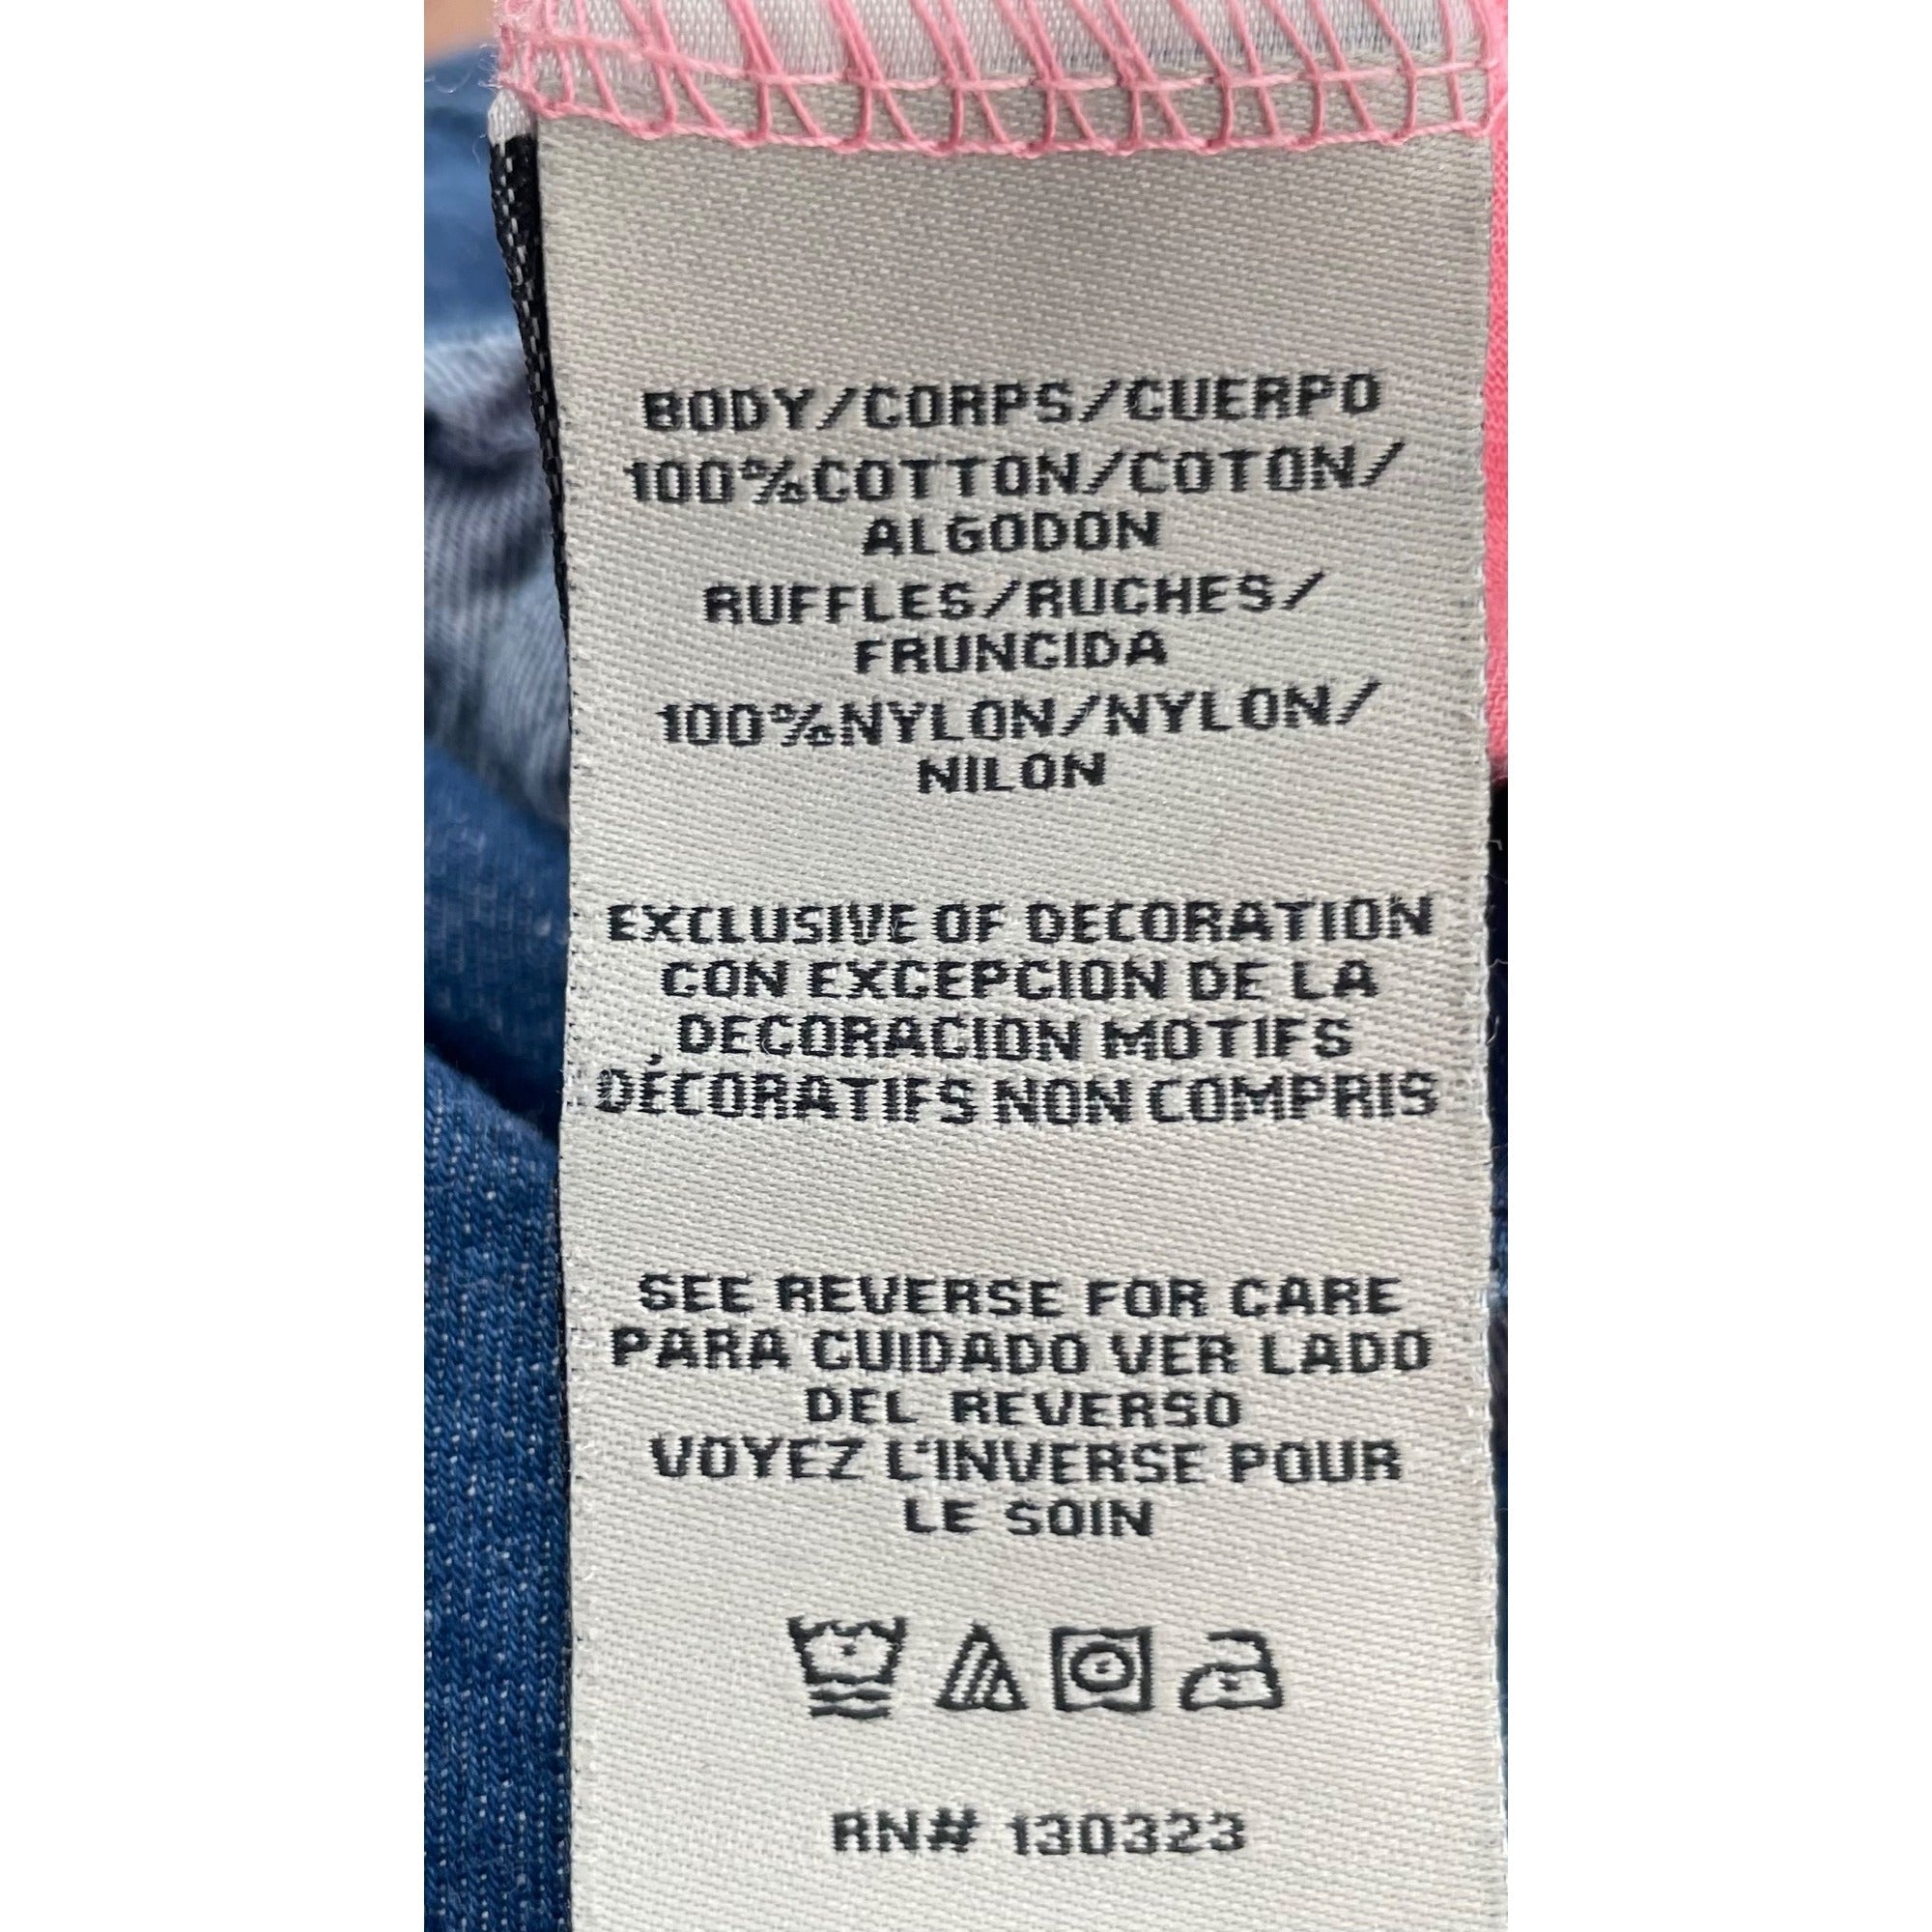 BODY/CORPS/CUERPO
100%COTTON/COTON/
ALGODON
RUFFLES/RUCHES/
FRUNCIDA
100%NYLON/NYLON/
NILON
EXCLUSIVE OF DECORATION
CON EXCEPCION DE LA
DECORACION MOTIFS
DÉCORATIFS NON COMPRIS
SEE REVERSE FOR CARE
PARA CUIDADO VER LADO
DEL REVERSO
VOYEZ L'INVERSE POUR
LE SOIN
RN# 130323